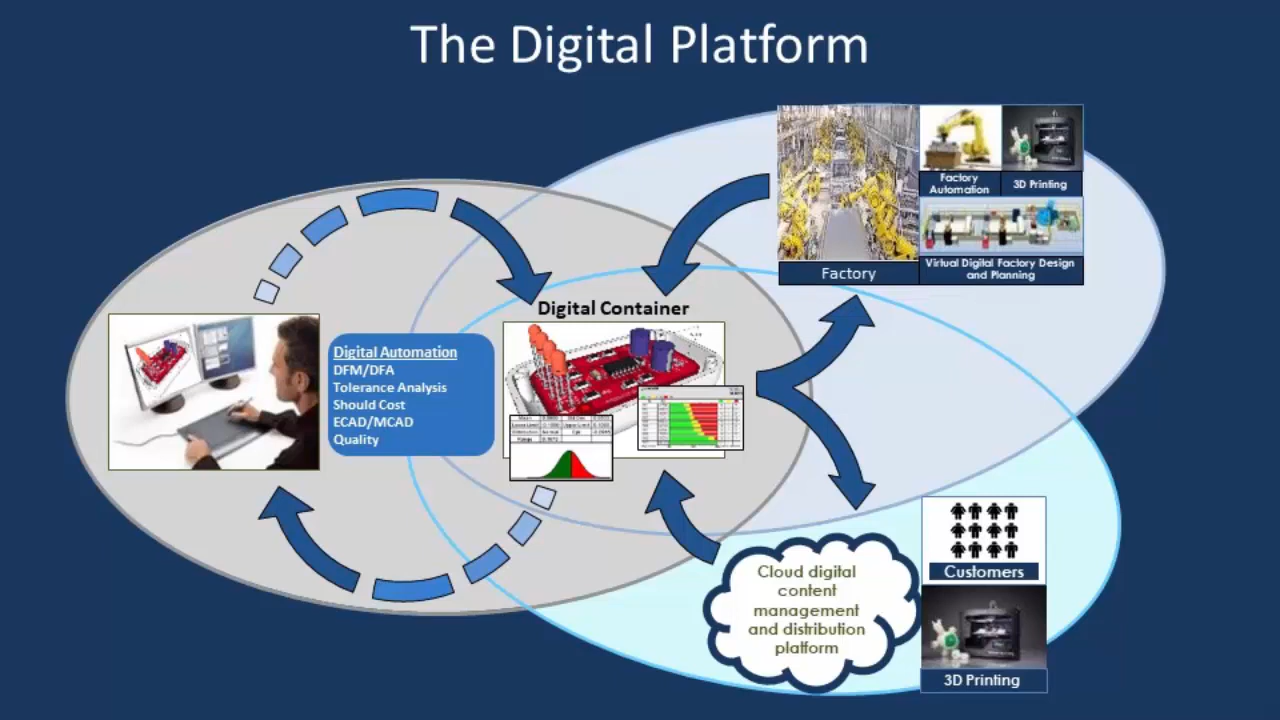 The Digital Platform
Factory
Automation
3D Printing
Factory
Virtual Digital Factory Design
and Planning
Digital Container
Digital Automation
DFM/DFA
Tolerance Analysis
Should Cost
ECAD/MCAD
Quality
Cloud digital
content
management
and distribution
platform
Customers
3D Printing